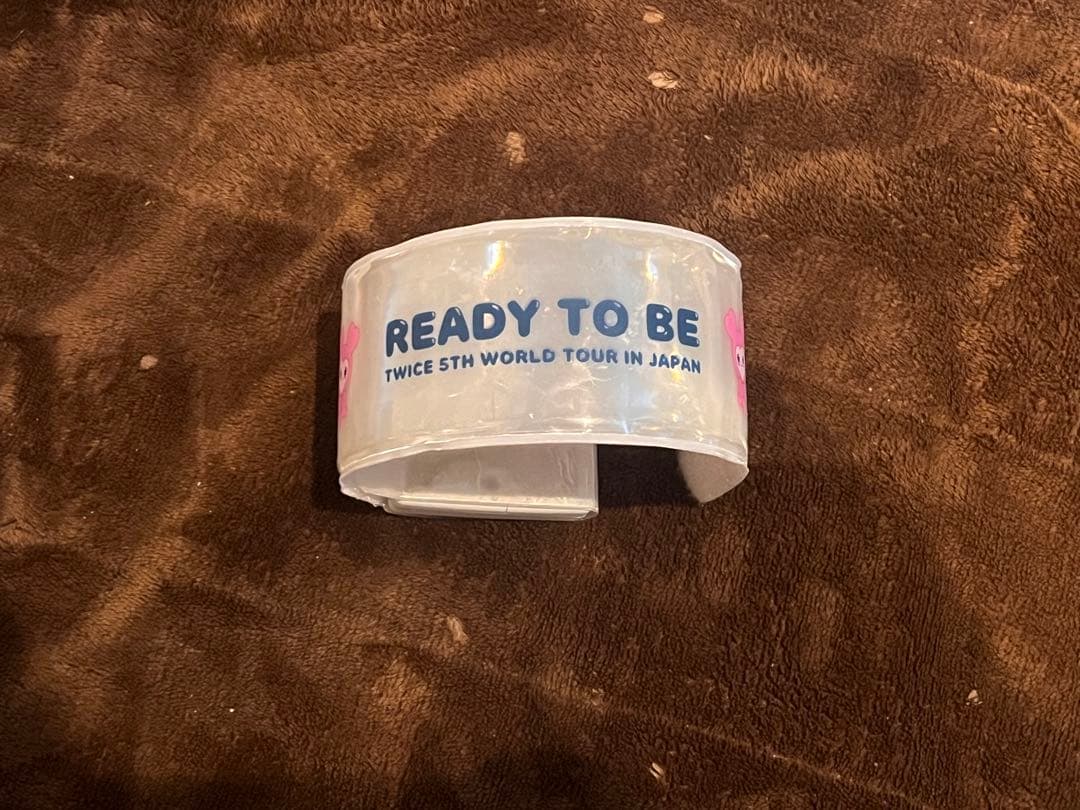 READY TO BE
TWICE 5TH WORLD TOUR IN JAPAN